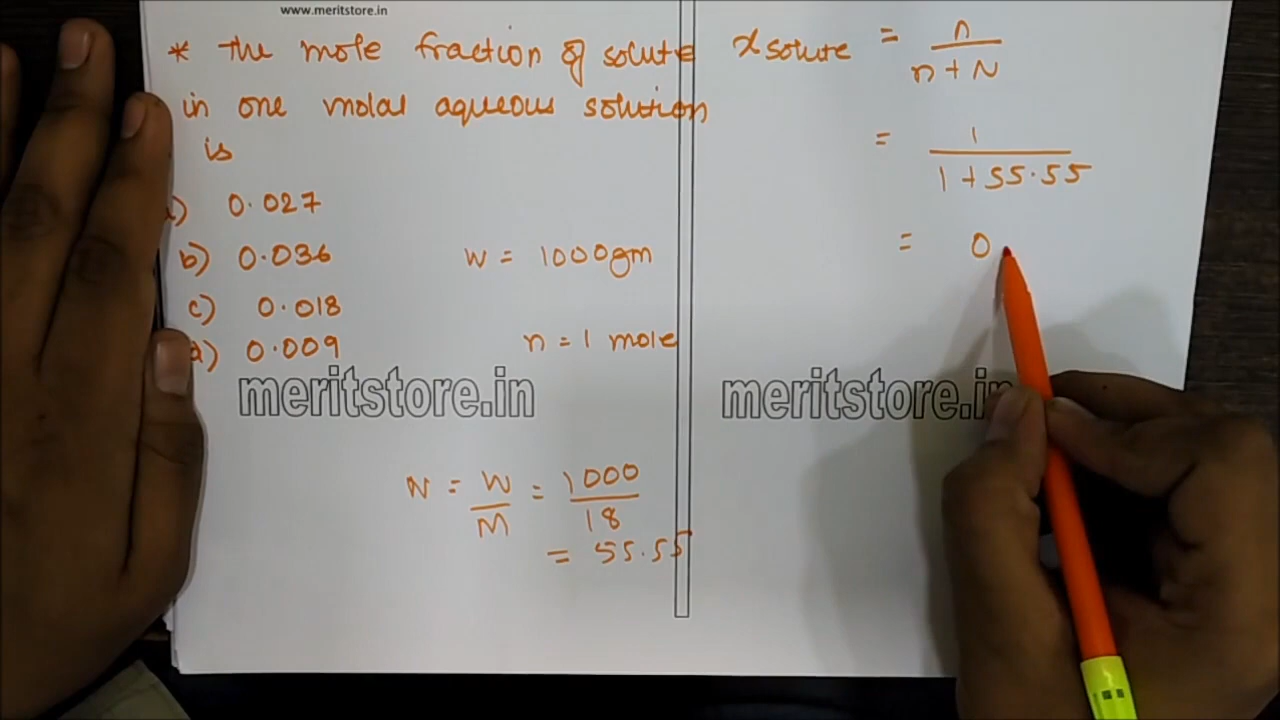 www.meritstore.in
* The mole fraction of solute
in one molal aqueous solution
is
a) 0.027
b) 0.036
c) 0.018
d) 0.009
W = 1000gm
n = 1 mole
meritstore.in
N = W/M = 1000/18
= 55.55
x solute = n/n+N
= 1/1+55.55
= 0.
meritstore.in